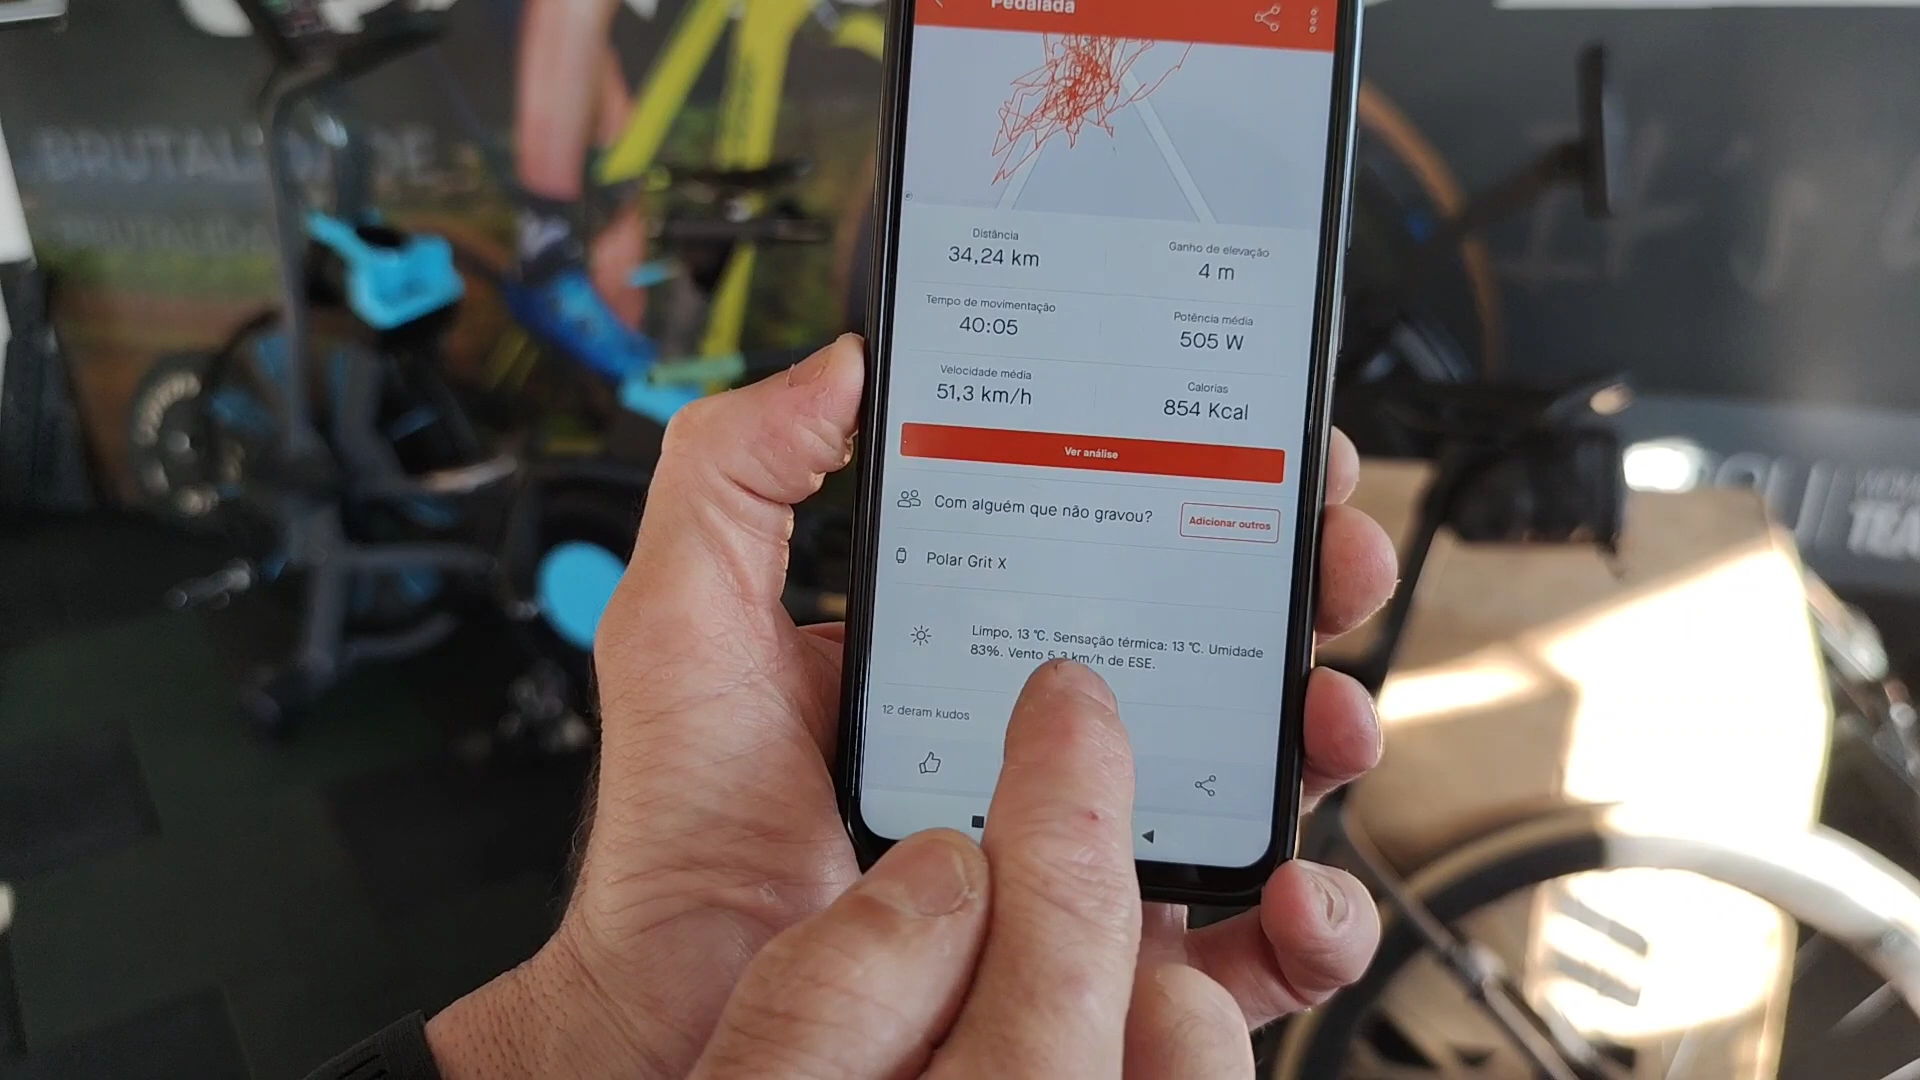 Pedalada
Distância
34,24 km
Ganho de elevação
4 m
Tempo de movimentação
40:05
Potência média
505 W
Velocidade média
51,3 km/h
Calorias
854 Kcal
Ver análise
Com alguém que não gravou?
Adicionar outros
Polar Grit X
Limpo, 13 °C. Sensação térmica: 13 °C. Umidade
83%. Vento 5,3 km/h de ESE.
12 deram kudos